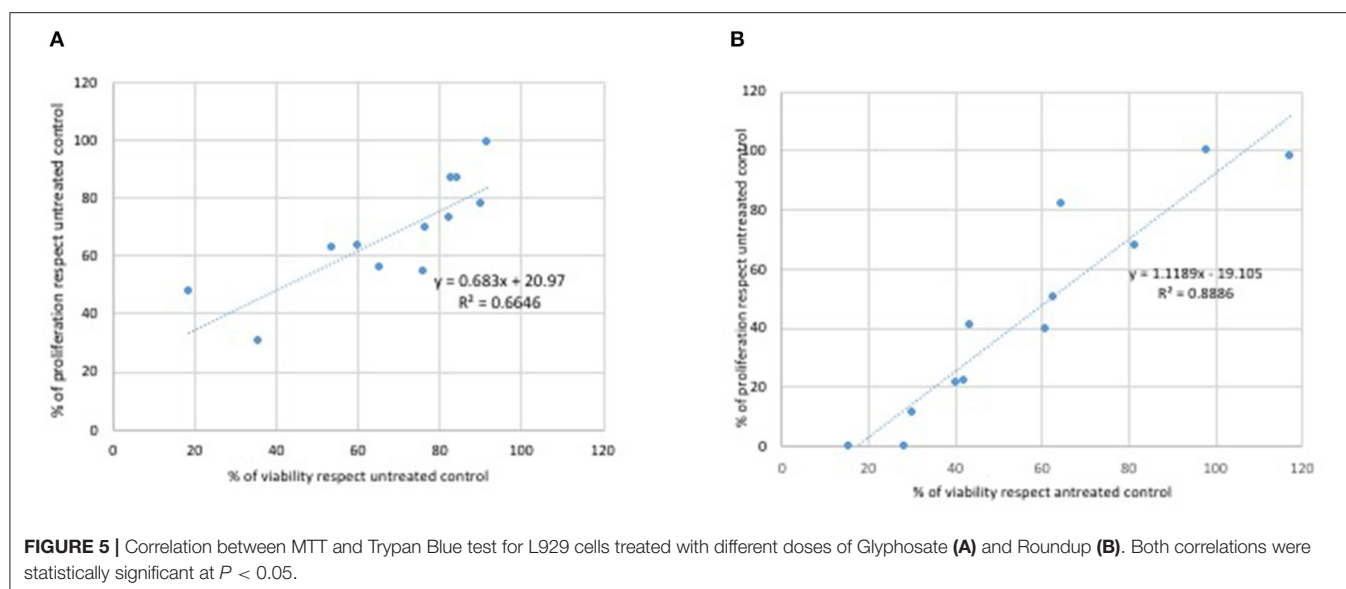 A
B
% of proliferation respect untreated control
120
100
80
60
40
20
0
y = 0.683x + 20.97
R² = 0.6646
0 20 40 60 80 100 120
% of viability respect untreated control
% of proliferation respect untreaated control
120
100
80
60
40
20
0
y = 1.1189x - 19.105
R² = 0.8886
0 20 40 60 80 100 120
% of viability respect antreated control
FIGURE 5 | Correlation between MTT and Trypan Blue test for L929 cells treated with different doses of Glyphosate (A) and Roundup (B). Both correlations were
statistically significant at P < 0.05.